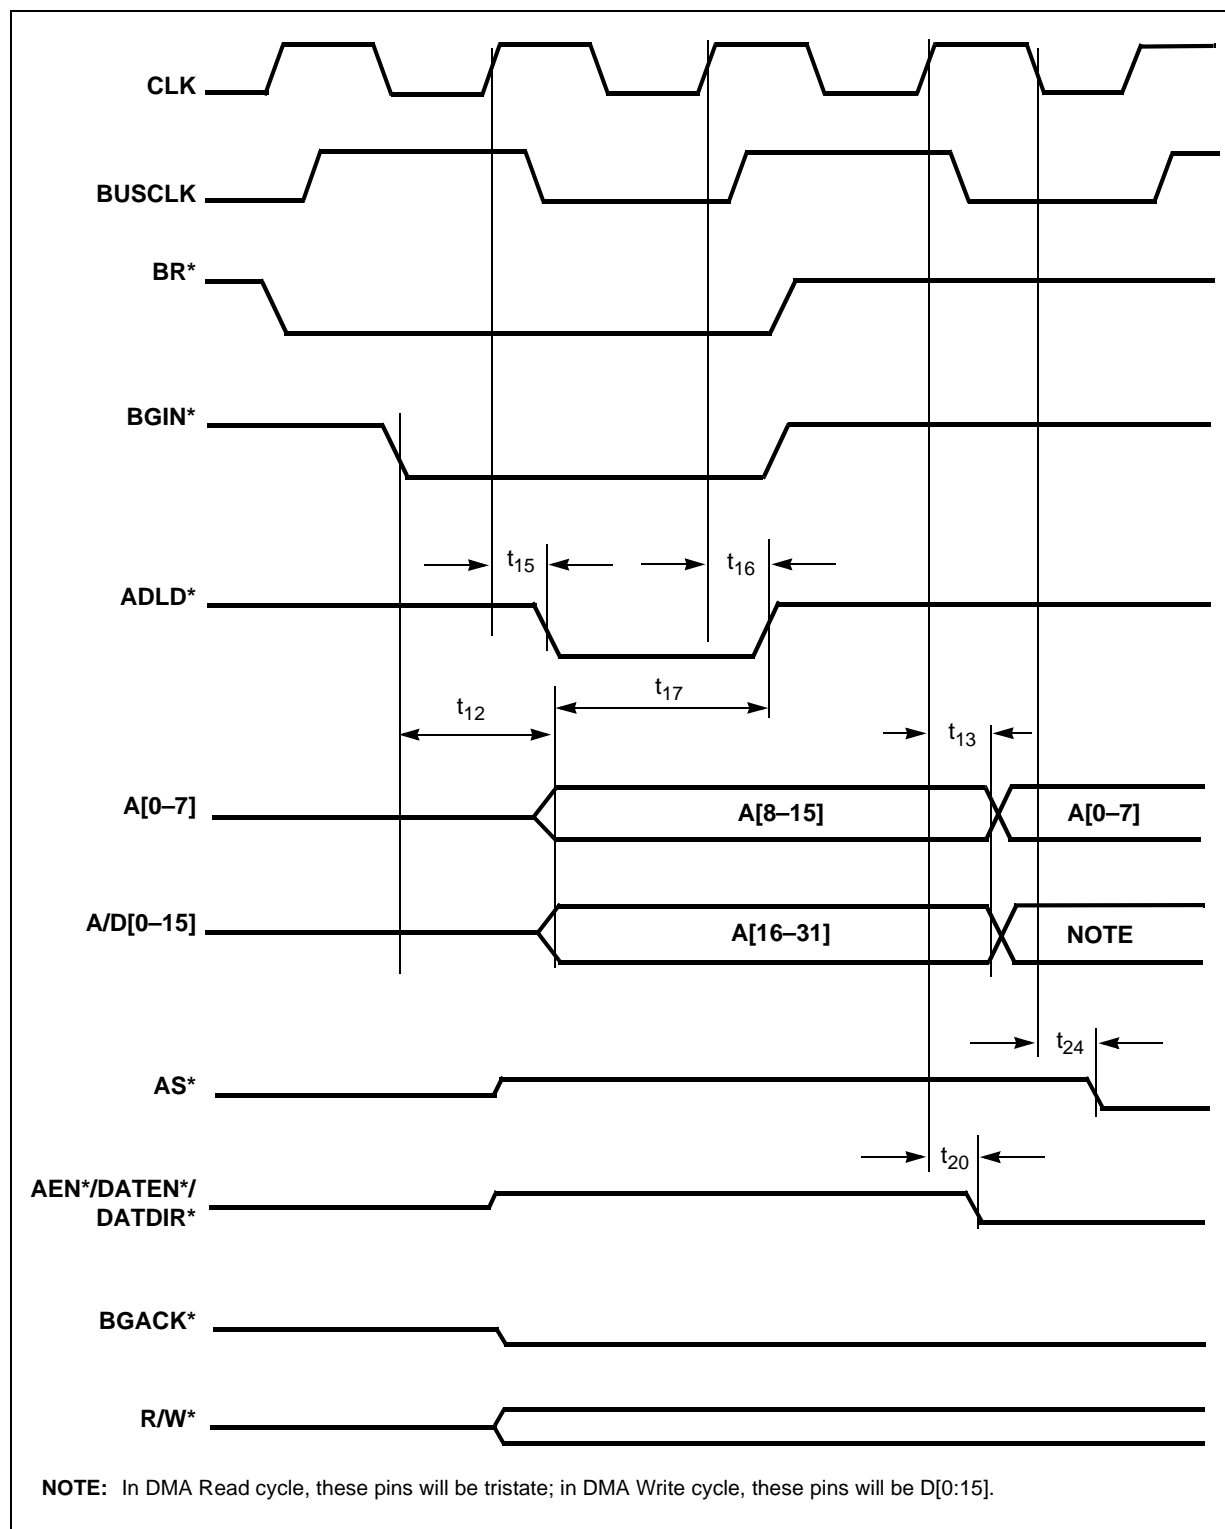 CLK
BUSCLK
BR*
BGIN*
t15
t16
ADLD*
t17
t12
t13
A[0–7]
A[8–15]
A[0–7]
A/D[0–15]
A[16–31]
NOTE
t24
AS*
t20
AEN*/DATEN*/
DATDIR*
BGACK*
R/W*
NOTE: In DMA Read cycle, these pins will be tristate; in DMA Write cycle, these pins will be D[0:15].